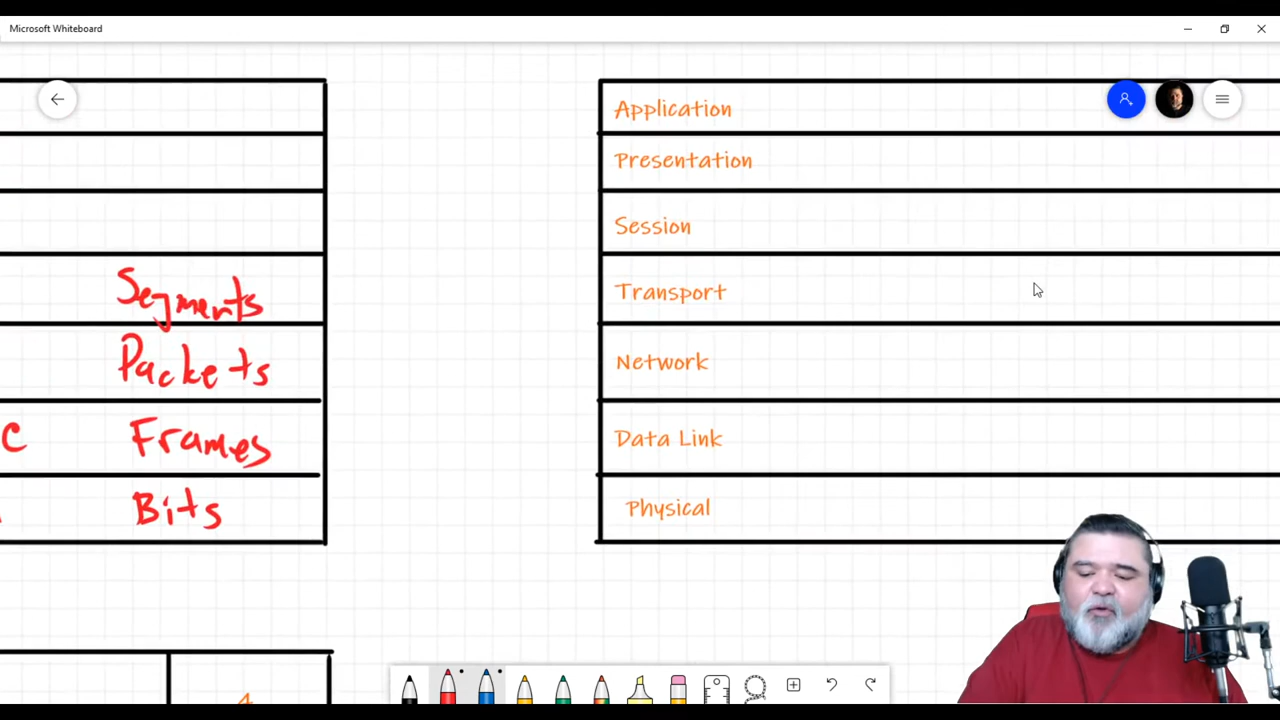 Microsoft Whiteboard
Application
Presentation
Session
Segments
Transport
Packets
Network
C
Frames
Data Link
Bits
Physical